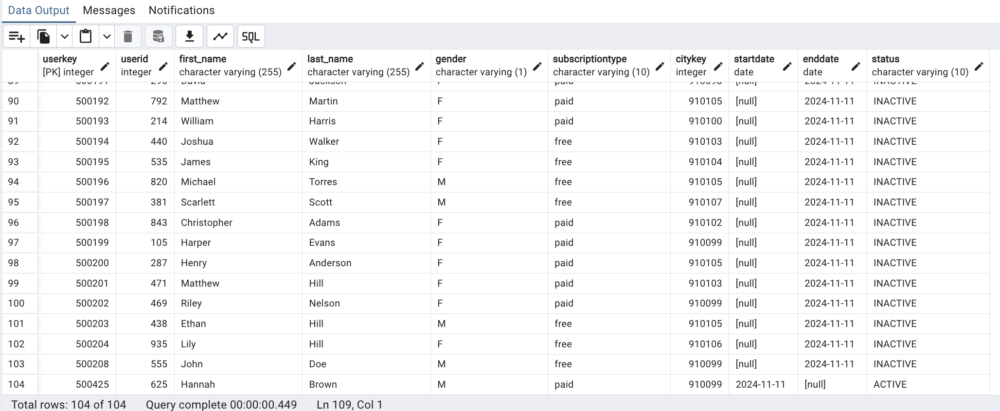 Data Output Messages Notifications
SQL
userkey userid first_name last_name gender subscriptiontype citykey startdate enddate status
[PK] integer integer character varying (255) character varying (255) character varying (1) character varying (10) integer date date character varying (10)
90 500192 792 Matthew Martin F paid 910105 [null] 2024-11-11 INACTIVE
91 500193 214 William Harris F paid 910100 [null] 2024-11-11 INACTIVE
92 500194 440 Joshua Walker F free 910103 [null] 2024-11-11 INACTIVE
93 500195 535 James King F free 910104 [null] 2024-11-11 INACTIVE
94 500196 820 Michael Torres M free 910105 [null] 2024-11-11 INACTIVE
95 500197 381 Scarlett Scott M free 910107 [null] 2024-11-11 INACTIVE
96 500198 843 Christopher Adams F paid 910102 [null] 2024-11-11 INACTIVE
97 500199 105 Harper Evans F paid 910099 [null] 2024-11-11 INACTIVE
98 500200 287 Henry Anderson F paid 910105 [null] 2024-11-11 INACTIVE
99 500201 471 Matthew Hill F paid 910103 [null] 2024-11-11 INACTIVE
100 500202 469 Riley Nelson F paid 910099 [null] 2024-11-11 INACTIVE
101 500203 438 Ethan Hill M free 910105 [null] 2024-11-11 INACTIVE
102 500204 935 Lily Hill F free 910106 [null] 2024-11-11 INACTIVE
103 500208 555 John Doe M free 910099 [null] 2024-11-11 INACTIVE
104 500425 625 Hannah Brown M paid 910099 2024-11-11 [null] ACTIVE
Total rows: 104 of 104 Query complete 00:00:00.449 Ln 109, Col 1